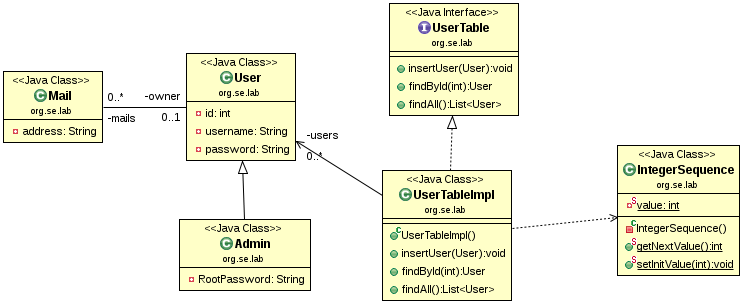 <<Java Interface>>
I UserTable
org.se.lab
insertUser(User):void
findById(int):User
findAll():List<User>
<<Java Class>>
C Mail
org.se.lab
address: String
0..*
-mails
-owner
0..1
<<Java Class>>
C User
org.se.lab
id: int
username: String
password: String
-users
0..*
<<Java Class>>
C Admin
org.se.lab
RootPassword: String
<<Java Class>>
C UserTableImpl
org.se.lab
C UserTableImpl()
insertUser(User):void
findById(int):User
findAll():List<User>
<<Java Class>>
C IntegerSequence
org.se.lab
S value: int
C IntegerSequence()
S getNextValue():int
S setInitValue(int):void